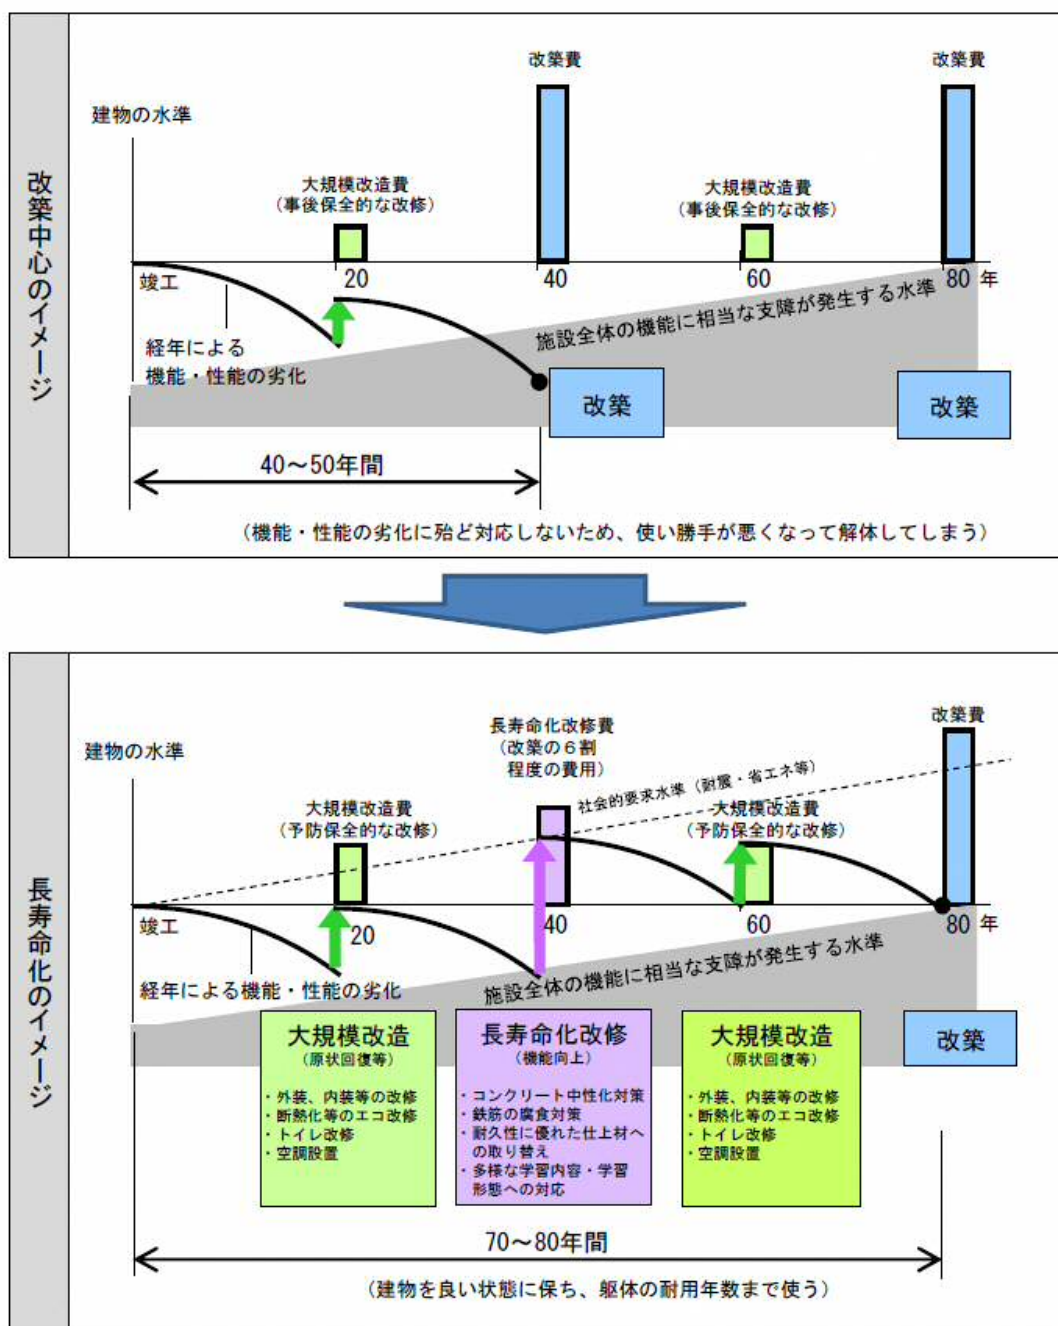 改築中心のイメージ
建物の水準
改築費
改築費
大規模改造費
(事後保全的な改修)
大規模改造費
(事後保全的な改修)
竣工
20
40
60
80 年
経年による
機能・性能の劣化
施設全体の機能に相当な支障が発生する水準
改築
改築
40～50年間
(機能・性能の劣化に殆ど対応しないため、使い勝手が悪くなって解体してしまう)
長寿命化のイメージ
建物の水準
長寿命化改修費
(改築の6割
程度の費用)
改築費
社会的要求水準(耐震・省エネ等)
大規模改造費
(予防保全的な改修)
大規模改造費
(予防保全的な改修)
竣工
20
40
60
80 年
経年による機能・性能の劣化
施設全体の機能に相当な支障が発生する水準
大規模改造
(原状回復等)
・外装、内装等の改修
・断熱化等のエコ改修
・トイレ改修
・空調設置
長寿命化改修
(機能向上)
・コンクリート中性化対策
・鉄筋の腐食対策
・耐久性に優れた仕上材へ
の取り替え
・多様な学習内容・学習
形態への対応
大規模改造
(原状回復等)
・外装、内装等の改修
・断熱化等のエコ改修
・トイレ改修
・空調設置
改築
70～80年間
(建物を良い状態に保ち、躯体の耐用年数まで使う)